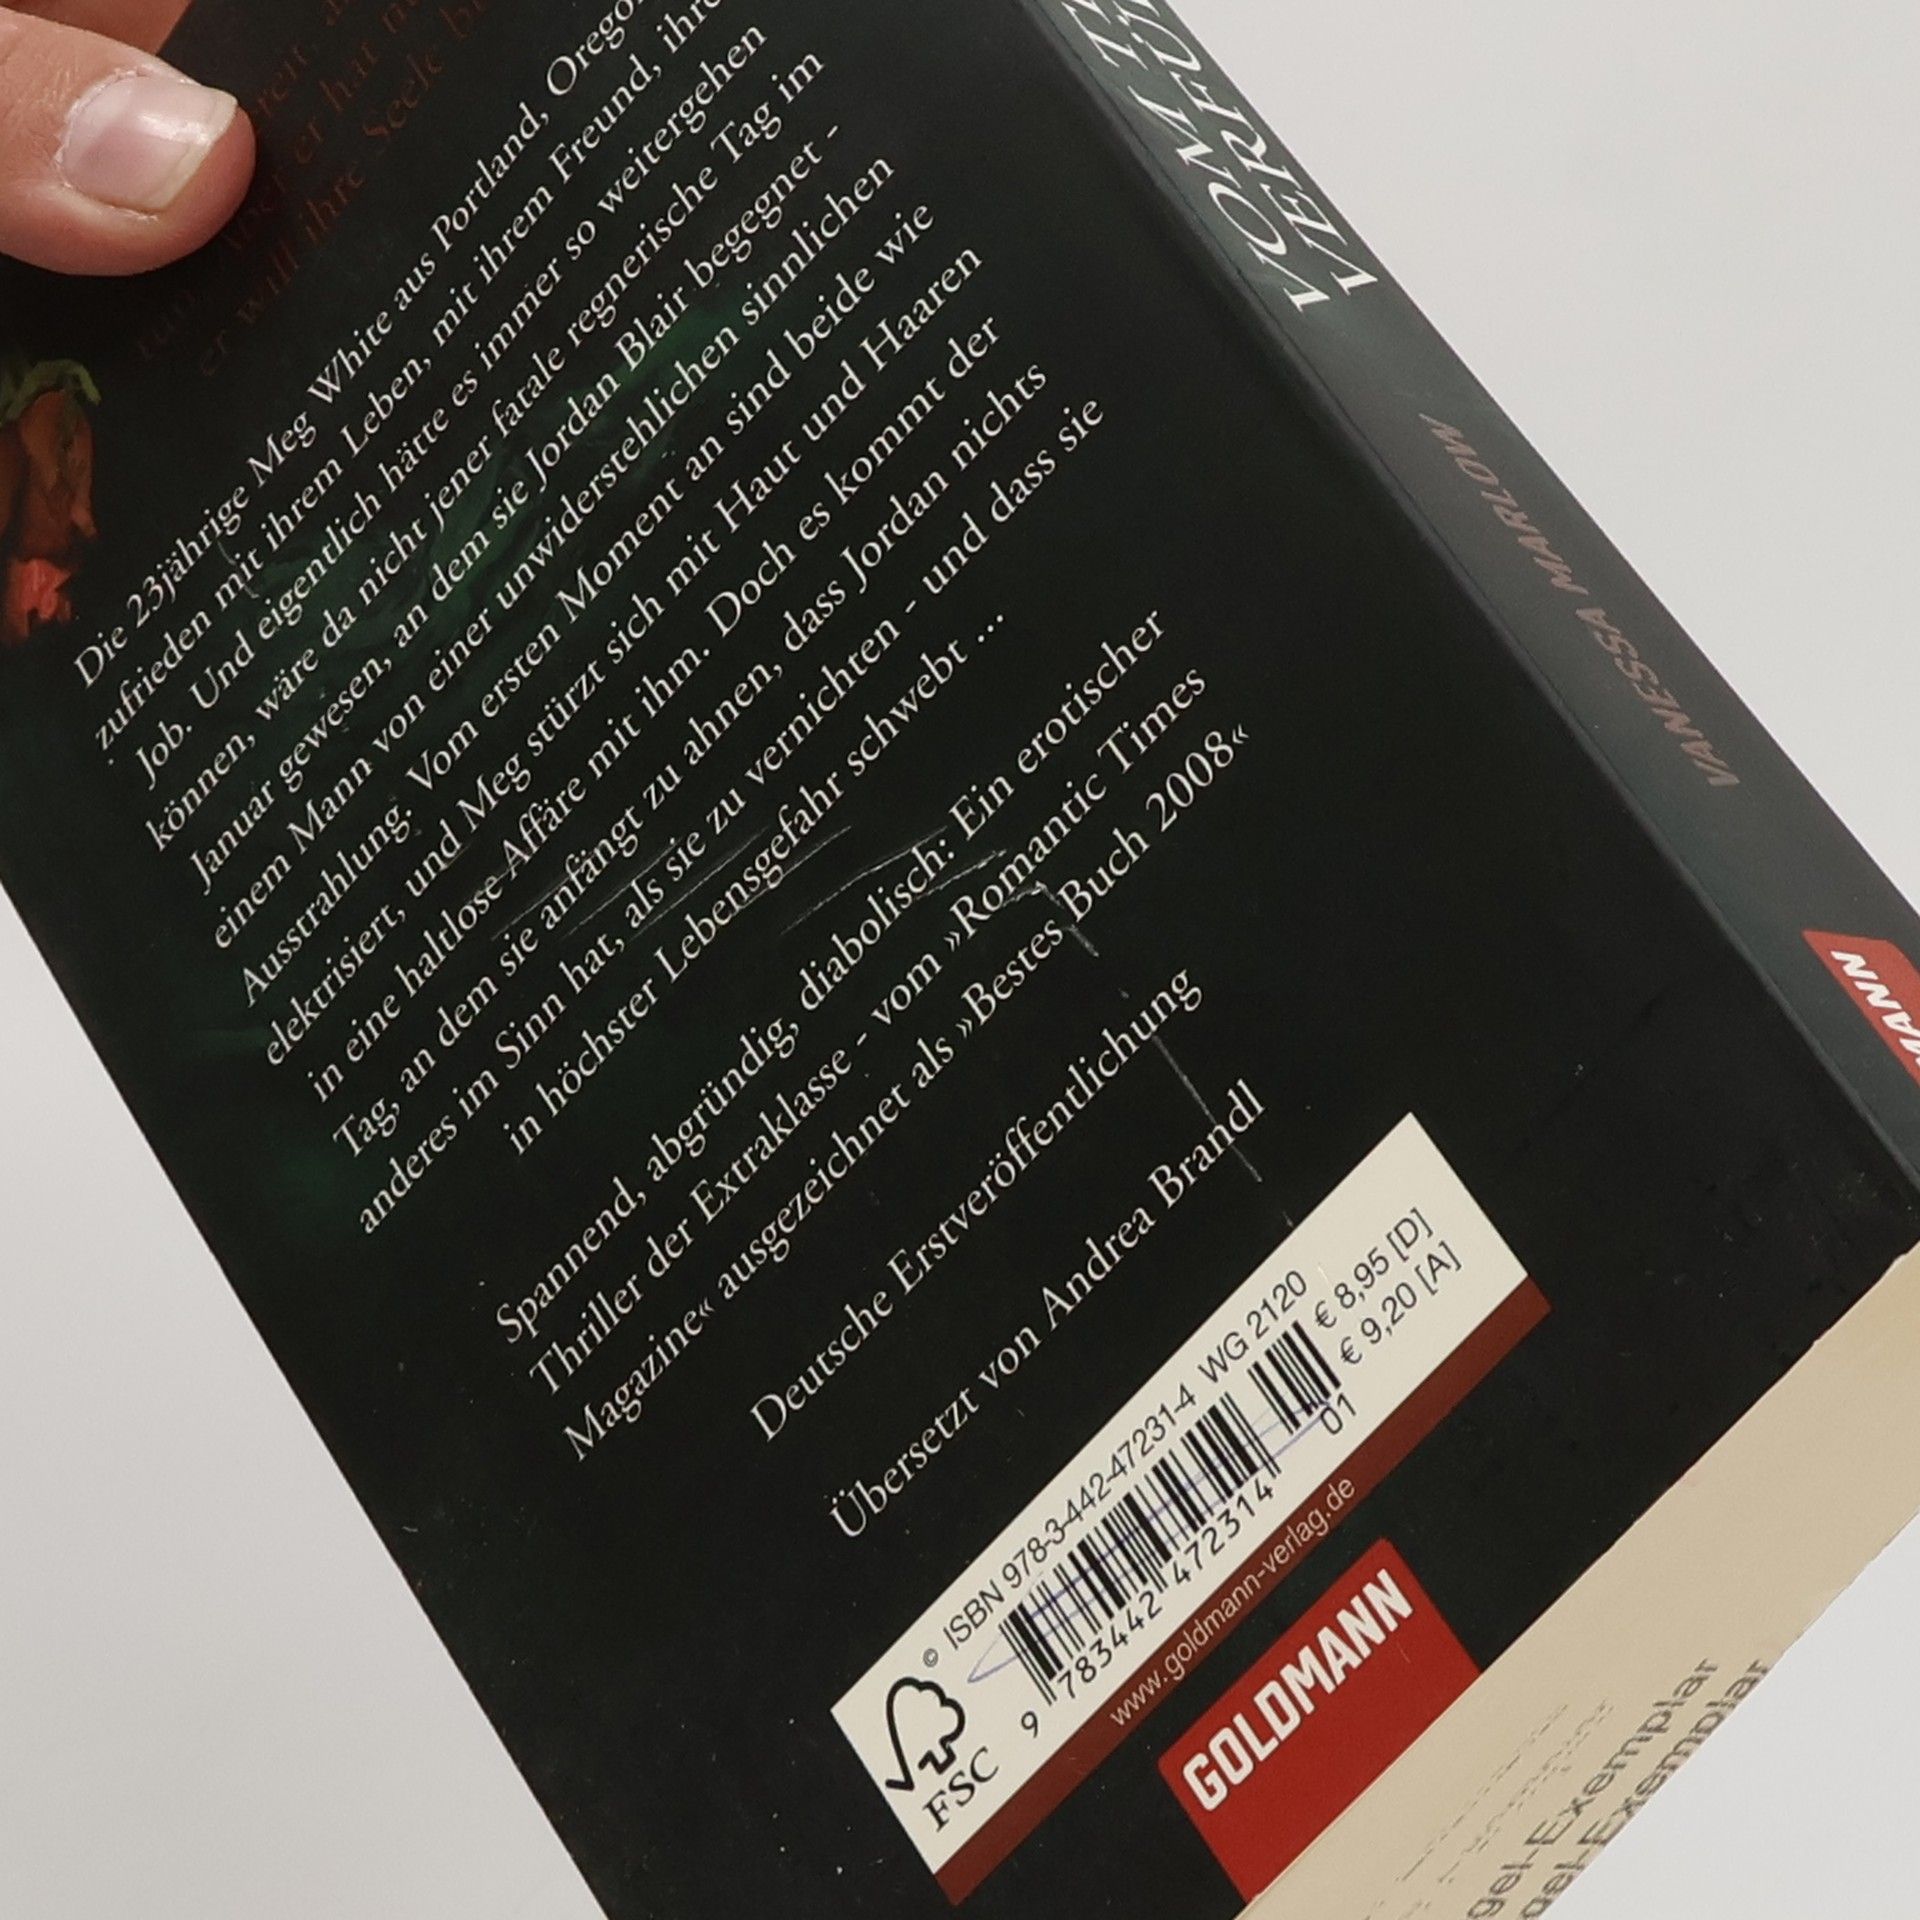 er hat
er will ihre Seele
Die 23jährige Meg White aus Portland,
zufrieden mit ihrem Leben, mit ihrem Freund,
Job. Und eigentlich hätte es immer so weitergehen
können, wäre da nicht jener fatale regnerische Tag im
Januar gewesen, an dem sie Jordan Blair begegnet -
einem Mann von einer unwiderstehlichen sinnlichen
Ausstrahlung. Vom ersten Moment an sind beide wie
elektrisiert, und Meg stürzt sich mit Haut und Haaren
in eine haltlose Affäre mit ihm. Doch es kommt der
Tag, an dem sie anfängt zu ahnen, dass Jordan nichts
anderes im Sinn hat, als sie zu vernichten - und dass sie
in höchster Lebensgefahr schwebt ...
Spannend, abgründig, diabolisch: Ein erotischer
Thriller der Extraklasse - vom »Romantic Times
Magazine« ausgezeichnet als »Bestes Buch 2008«
Deutsche Erstveröffentlichung
Übersetzt von Andrea Brandl
© ISBN 978-3-442-47231-4 WG 2120
€ 8,95 [D]
€ 9,20 [A]
9 783442 472314
01
FSC
www.goldmann-verlag.de
GOLDMANN
VOM
VANESSA MARLOW